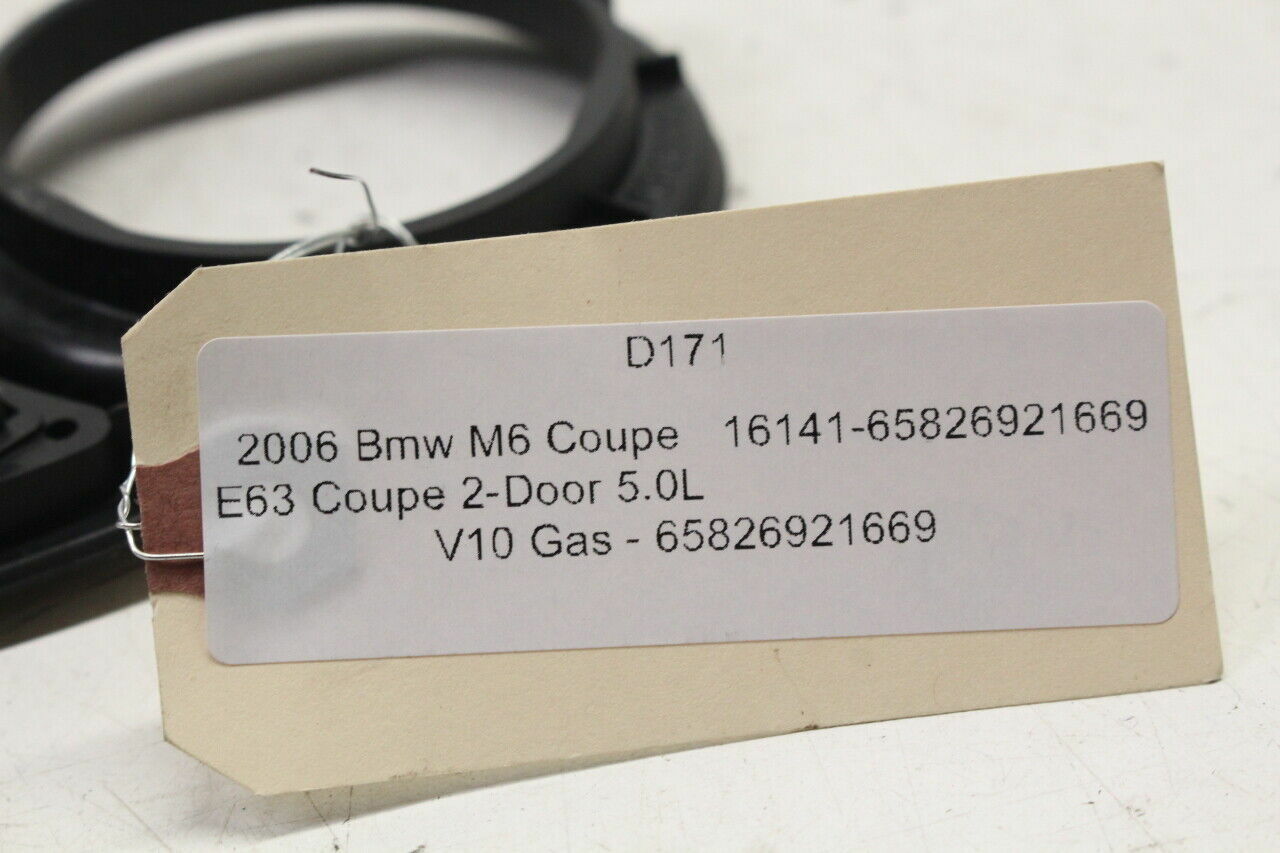 D171
2006 Bmw M6 Coupe 16141-65826921669
E63 Coupe 2-Door 5.0L
V10 Gas - 65826921669